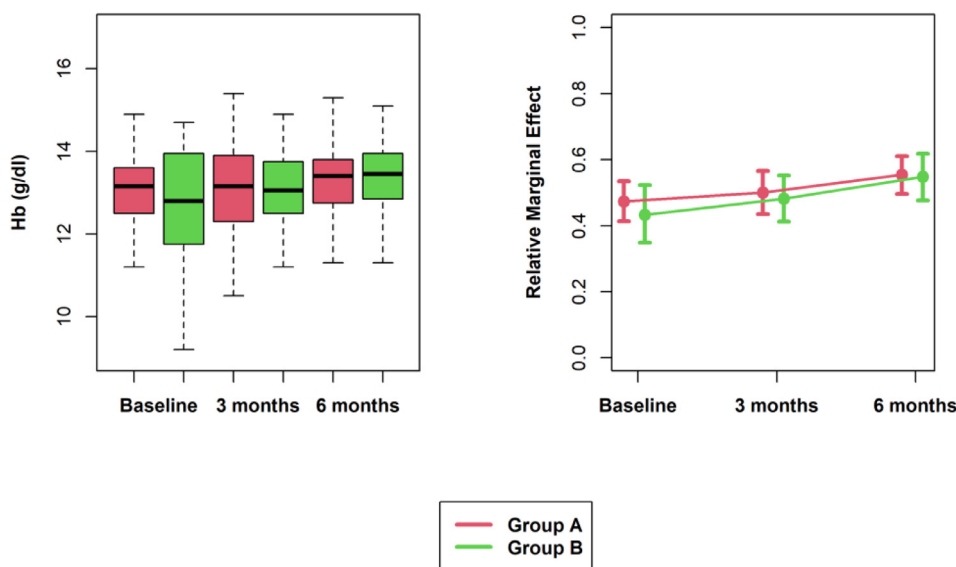 Hb (g/dl)
16
14
12
10
Baseline 3 months 6 months
Relative Marginal Effect
1.0
0.8
0.6
0.4
0.2
0.0
Baseline 3 months 6 months
Group A
Group B